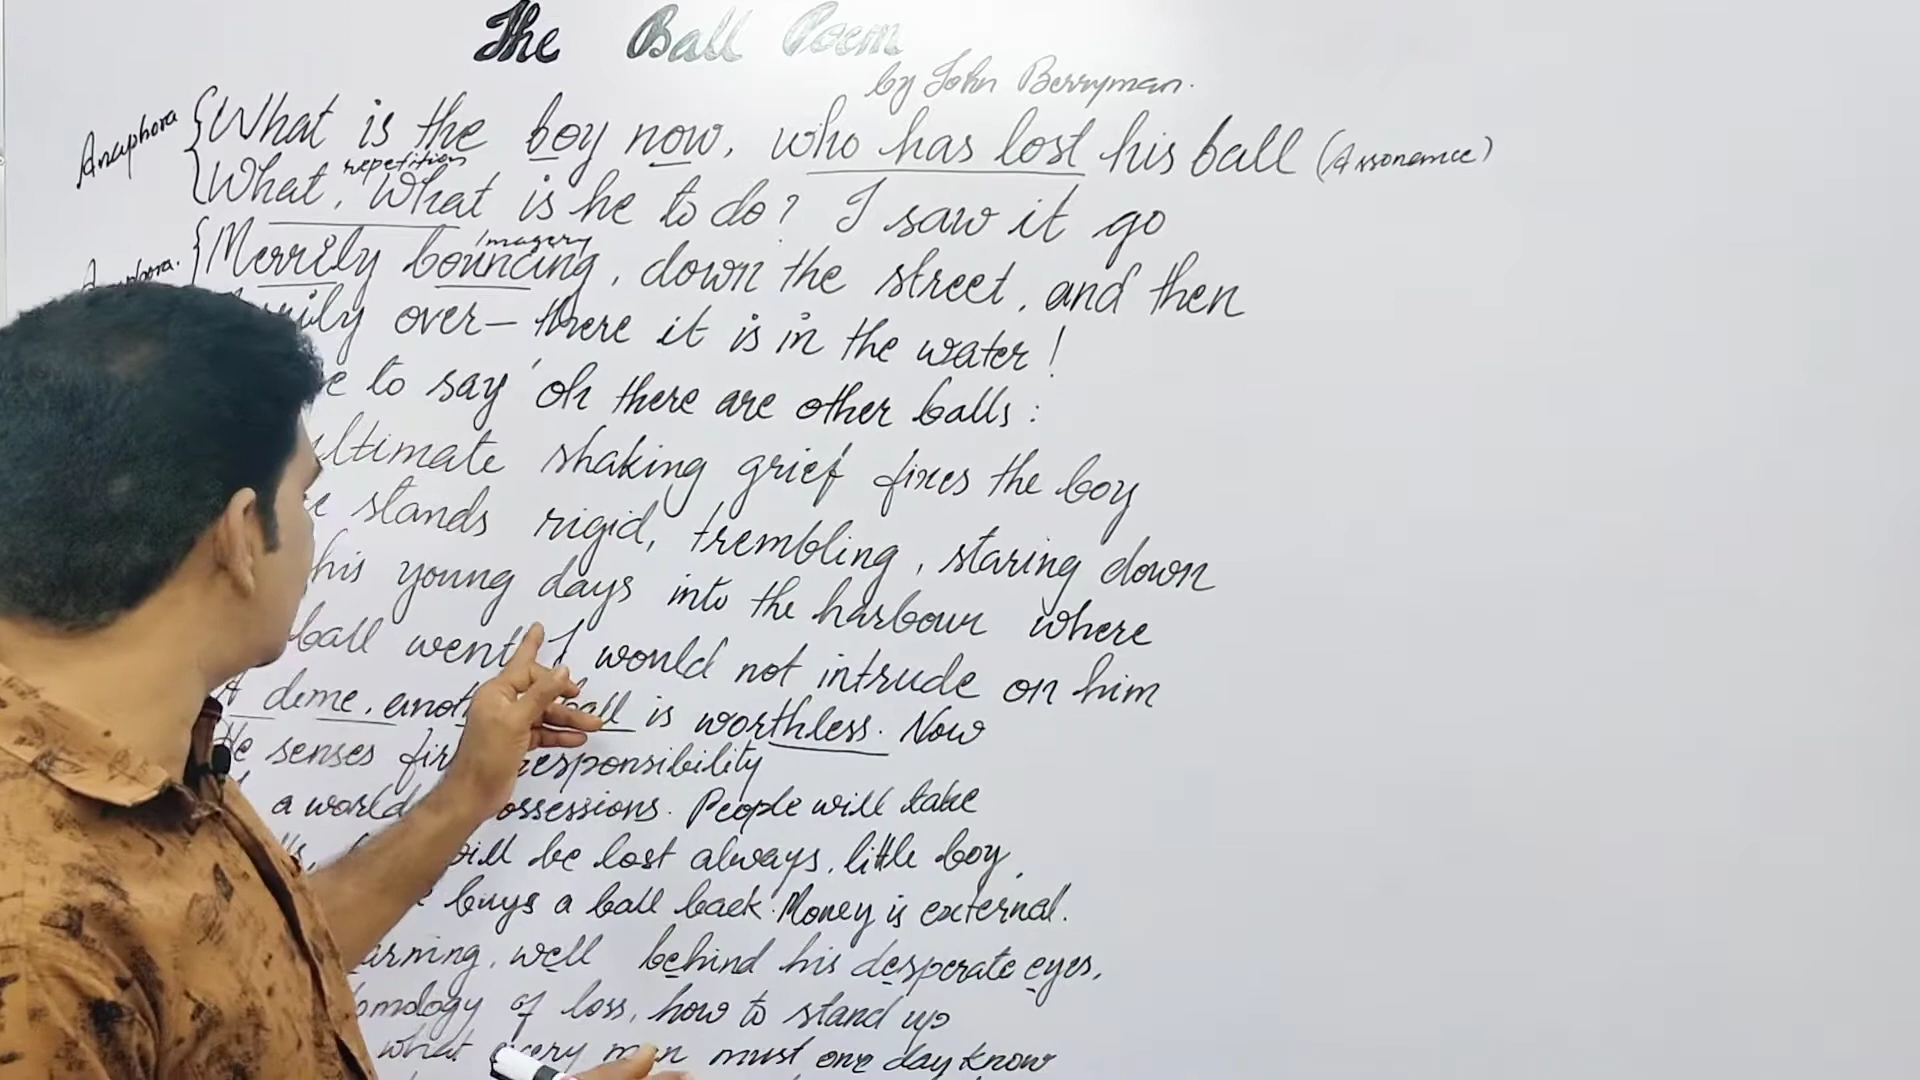 The Ball Poem
by John Berryman.
Anaphora { What is the boy now, who has lost his ball (Assonance)
repetition
What, What is he to do? I saw it go
Imagery
Anaphora. { Merrily bouncing, down the street, and then
over— there it is in the water!
to say 'oh there are other balls:
ultimate shaking grief fixes the boy
stands rigid, trembling, staring down
his young days into the harbour where
ball went. I would not intrude on him
A dime, another ball is worthless. Now
He senses responsibility
a world possessions. People will take
will be lost always, little boy,
buys a ball back. Money is external.
well behind his desperate eyes,
of loss, how to stand up
what every man must one day know